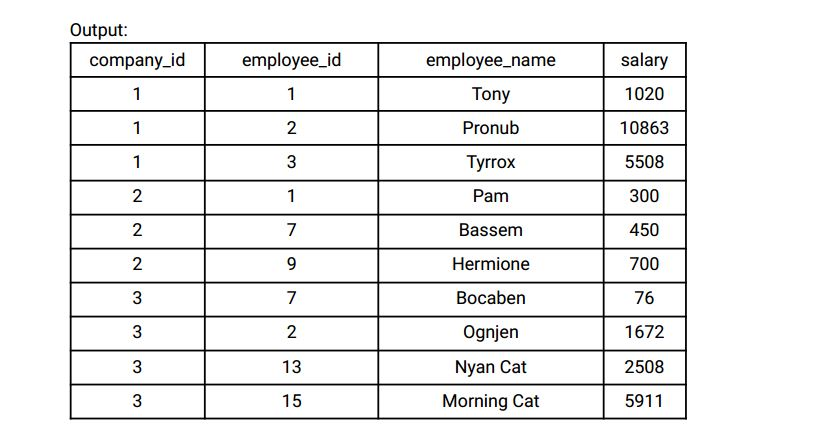 Output:
company_id employee_id employee_name salary
1 1 Tony 1020
1 2 Pronub 10863
1 3 Tyrrox 5508
2 1 Pam 300
2 7 Bassem 450
2 9 Hermione 700
3 7 Bocaben 76
3 2 Ognjen 1672
3 13 Nyan Cat 2508
3 15 Morning Cat 5911